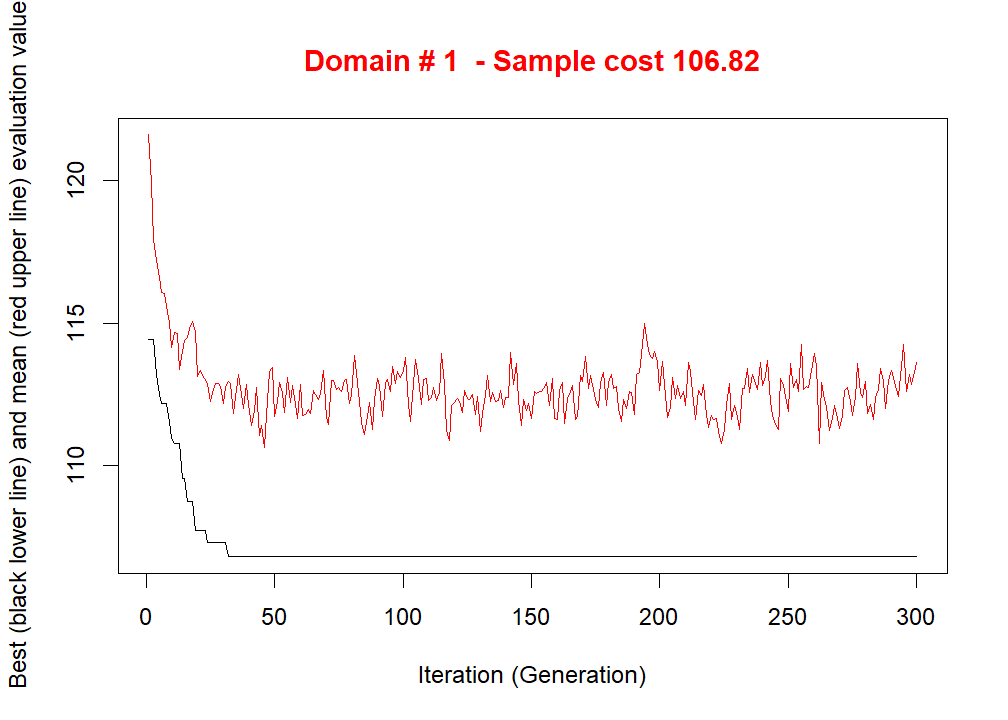 Domain # 1  - Sample cost 106.82
Best (black lower line) and mean (red upper line) evaluation value
120
115
110
0 50 100 150 200 250 300
Iteration (Generation)